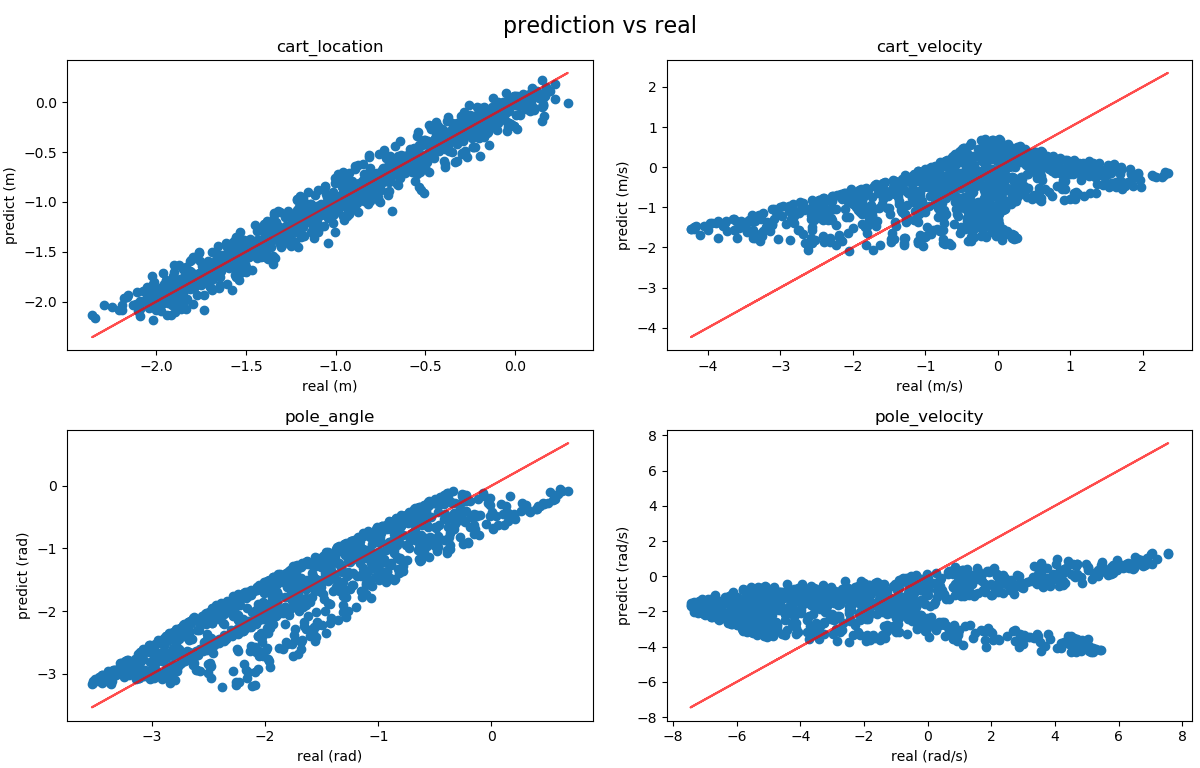 prediction vs real
cart_location
0.0
−0.5
−1.0
−1.5
−2.0
predict (m)
−2.0 −1.5 −1.0 −0.5 0.0
real (m)
cart_velocity
2
1
0
−1
−2
−3
−4
predict (m/s)
−4 −3 −2 −1 0 1 2
real (m/s)
pole_angle
0
−1
−2
−3
predict (rad)
−3 −2 −1 0
real (rad)
pole_velocity
8
6
4
2
0
−2
−4
−6
−8
predict (rad/s)
−8 −6 −4 −2 0 2 4 6 8
real (rad/s)